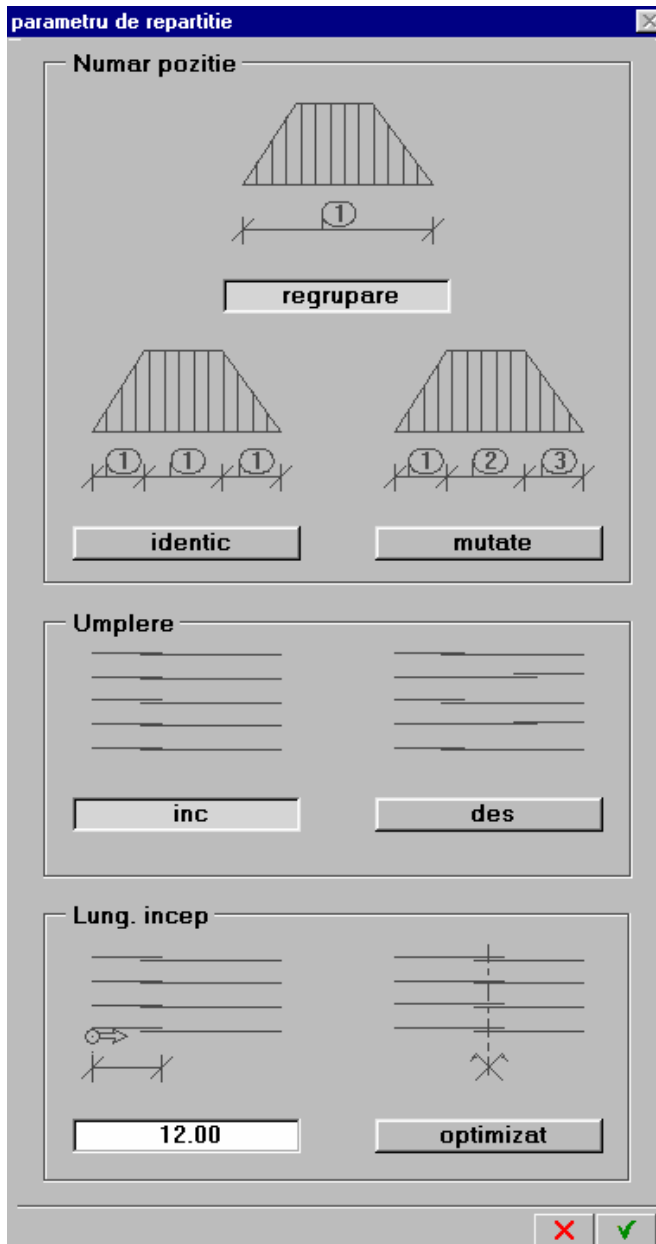 parametru de repartitie
Numar pozitie
1
regrupare
1 1 1
1 2 3
identic
mutate
Umplere
inc
des
Lung. incep
12.00
optimizat